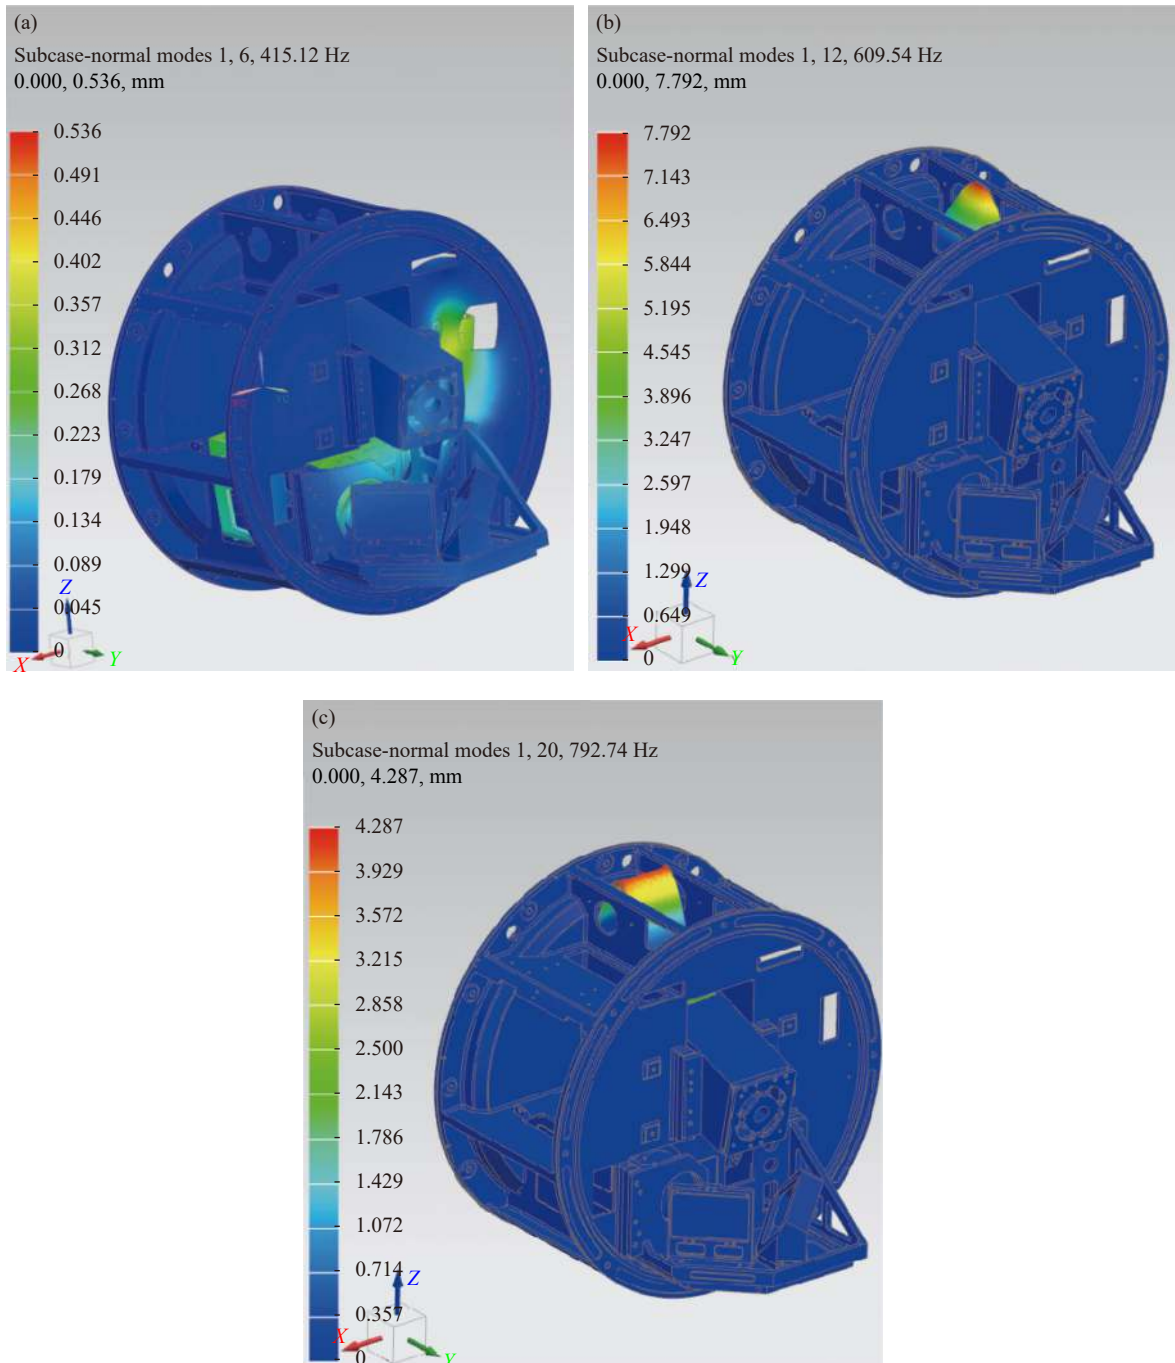 (a)
Subcase-normal modes 1, 6, 415.12 Hz
0.000, 0.536, mm
0.536
0.491
0.446
0.402
0.357
0.312
0.268
0.223
0.179
0.134
0.089
0.045
0
Z
X
Y
(b)
Subcase-normal modes 1, 12, 609.54 Hz
0.000, 7.792, mm
7.792
7.143
6.493
5.844
5.195
4.545
3.896
3.247
2.597
1.948
1.299
0.649
0
Z
X
Y
(c)
Subcase-normal modes 1, 20, 792.74 Hz
0.000, 4.287, mm
4.287
3.929
3.572
3.215
2.858
2.500
2.143
1.786
1.429
1.072
0.714
0.357
0
Z
X
Y